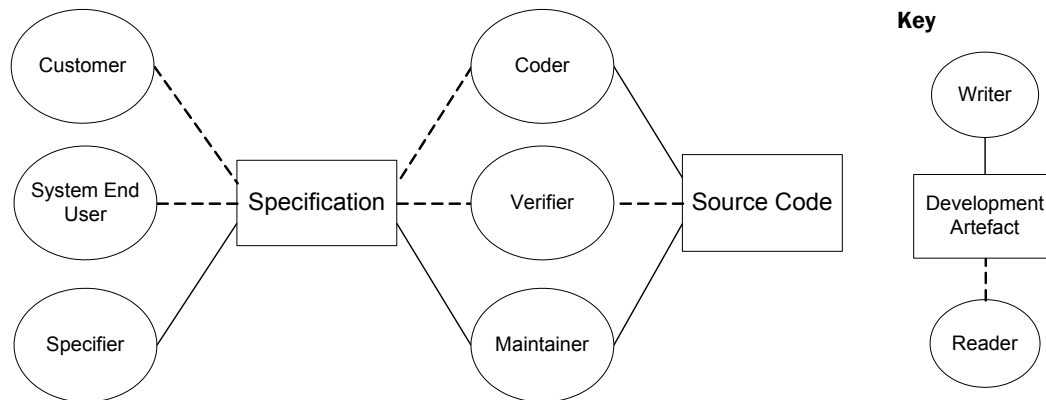 Key
Customer
Coder
Writer
System End
User
Specification
Verifier
Source Code
Development
Artefact
Specifier
Maintainer
Reader